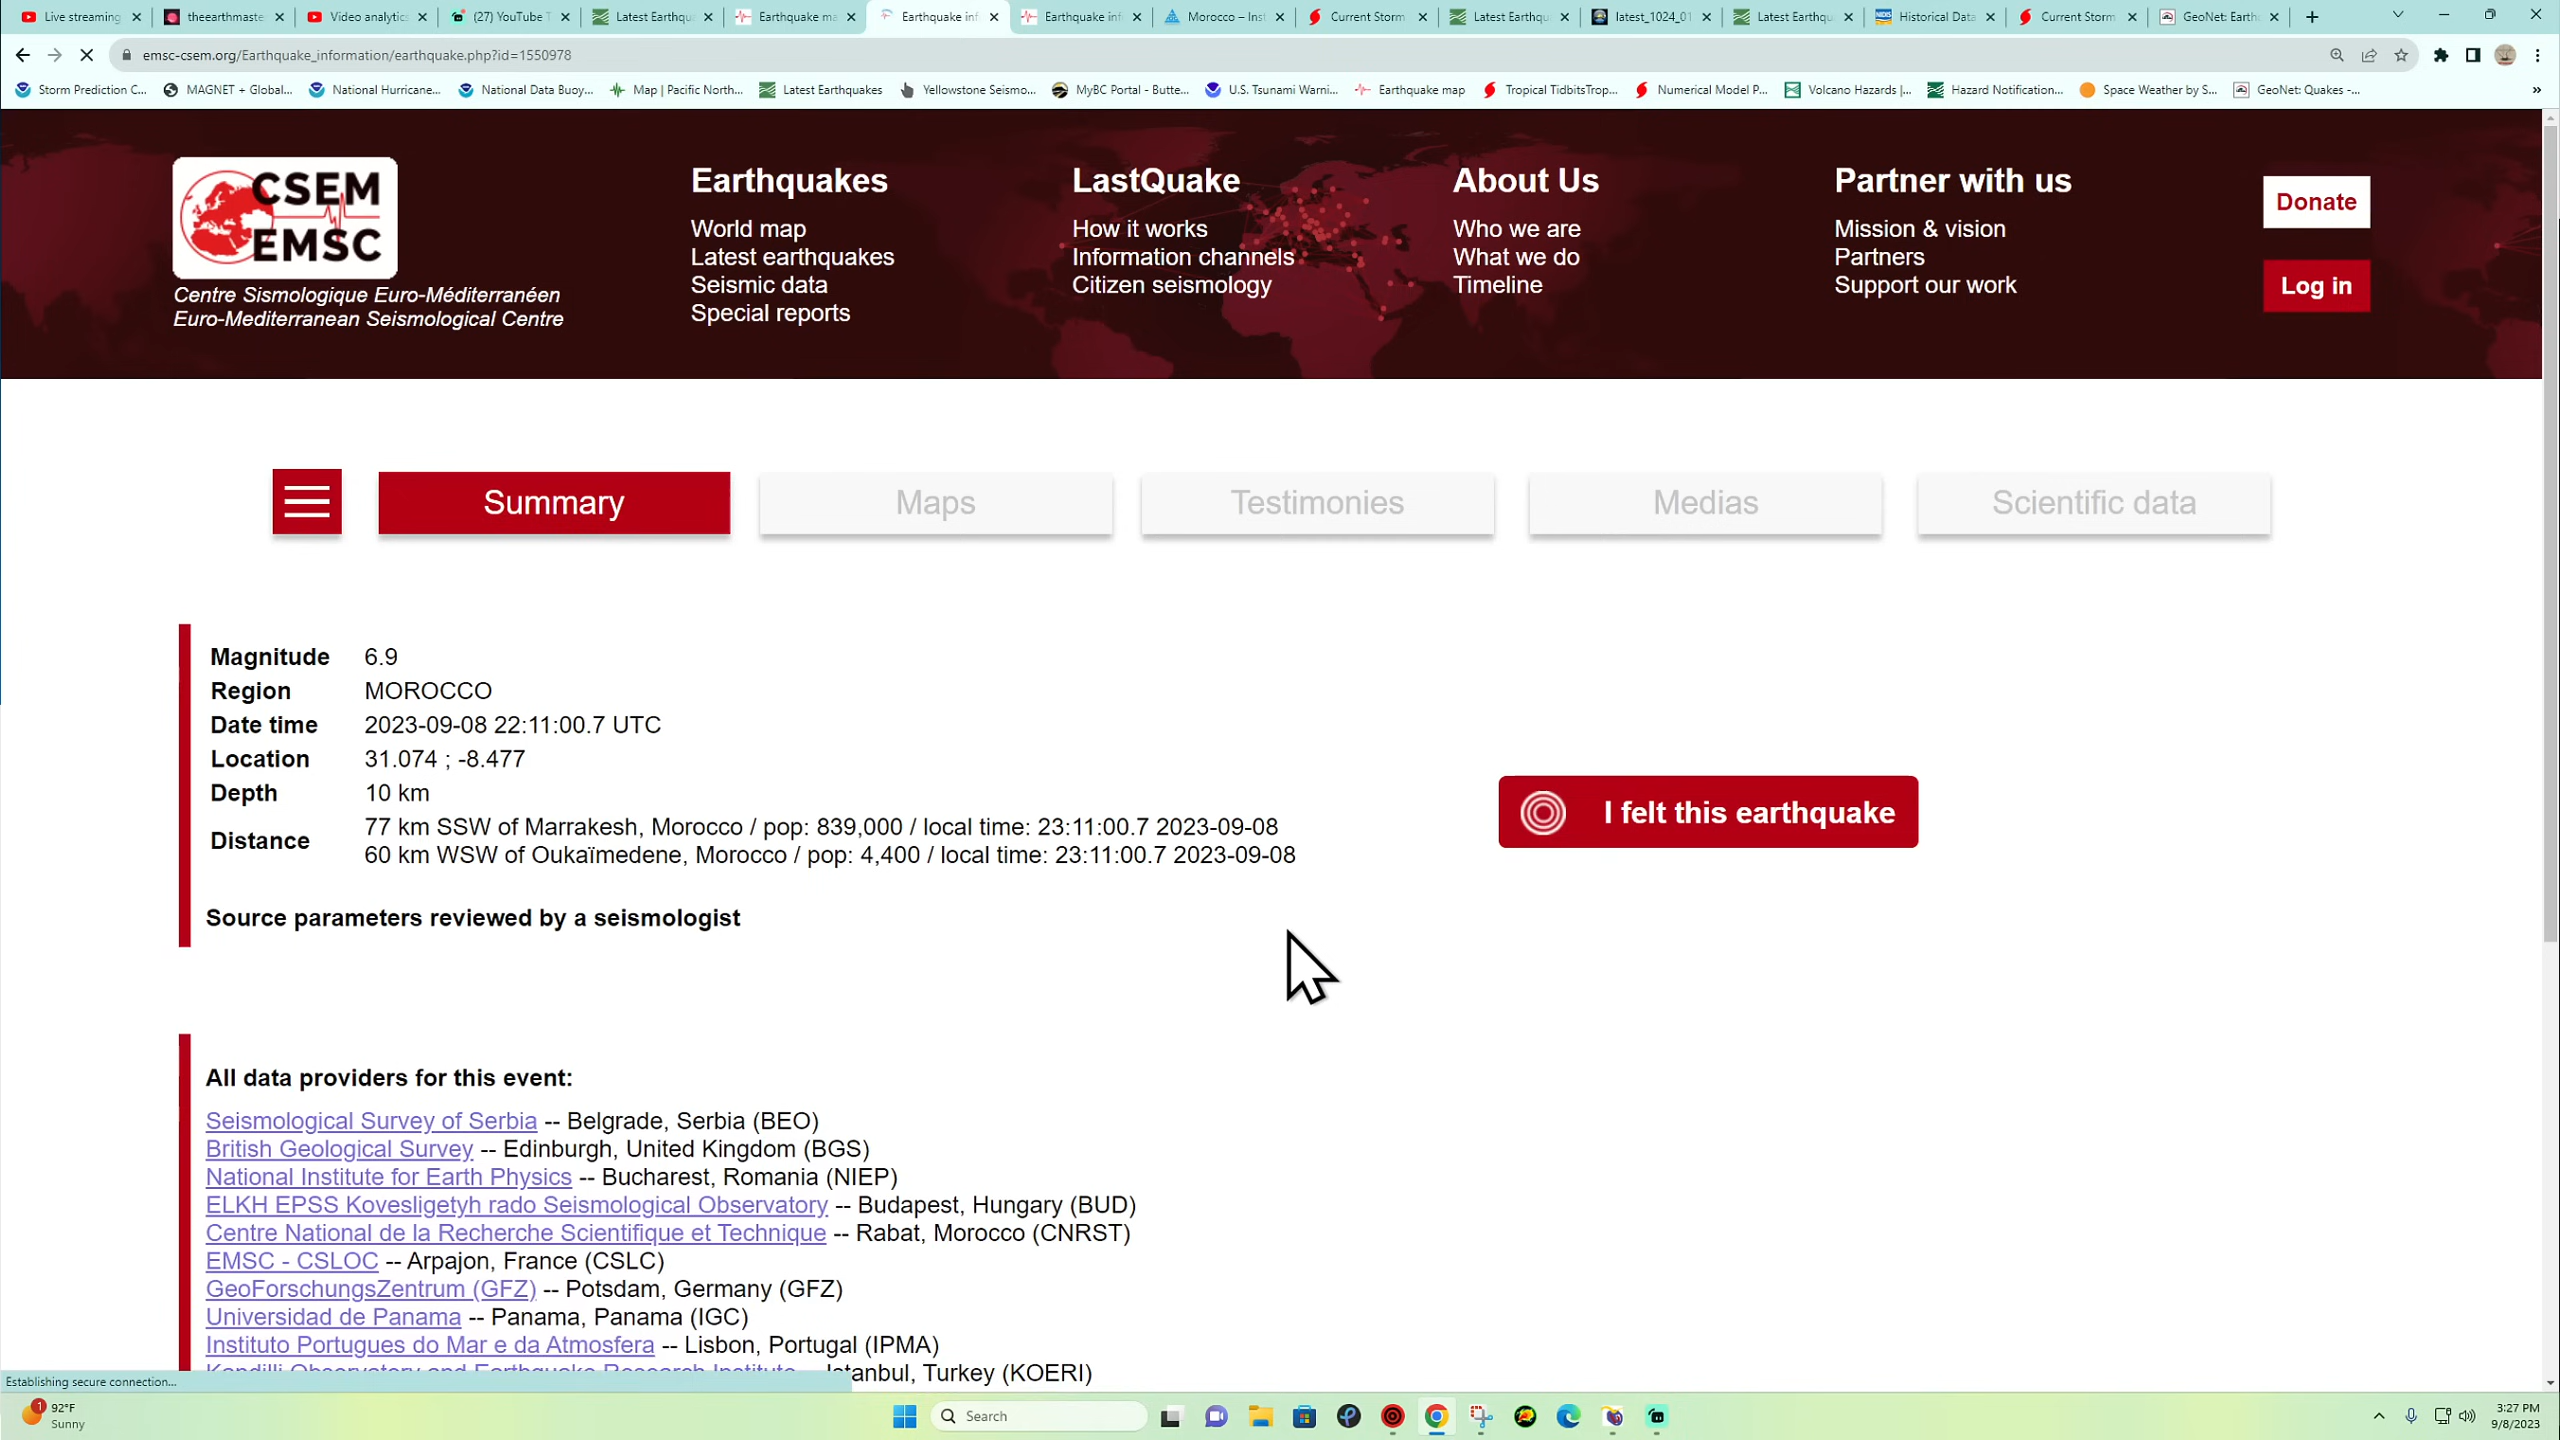 Live streaming
theearthmaste
Video analytics
(27) YouTube T
Latest Earthqu
Earthquake ma
Earthquake inf
Earthquake inf
Morocco – Inst
Current Storm
Latest Earthqu
latest_1024_01
Latest Earthqu
Historical Data
Current Storm
GeoNet: Earth
emsc-csem.org/Earthquake_information/earthquake.php?id=1550978
Storm Prediction C...
MAGNET + Global...
National Hurricane...
National Data Buoy...
Map | Pacific North...
Latest Earthquakes
Yellowstone Seismo...
MyBC Portal - Butte...
U.S. Tsunami Warni...
Earthquake map
Tropical TidbitsTrop...
Numerical Model P...
Volcano Hazards |...
Hazard Notification...
Space Weather by S...
GeoNet: Quakes -...
CSEM
EMSC
Centre Sismologique Euro-Méditerranéen
Euro-Mediterranean Seismological Centre
Earthquakes
World map
Latest earthquakes
Seismic data
Special reports
LastQuake
How it works
Information channels
Citizen seismology
About Us
Who we are
What we do
Timeline
Partner with us
Mission & vision
Partners
Support our work
Donate
Log in
Summary
Maps
Testimonies
Medias
Scientific data
Magnitude 6.9
Region MOROCCO
Date time 2023-09-08 22:11:00.7 UTC
Location 31.074 ; -8.477
Depth 10 km
Distance 77 km SSW of Marrakesh, Morocco / pop: 839,000 / local time: 23:11:00.7 2023-09-08
60 km WSW of Oukaïmedene, Morocco / pop: 4,400 / local time: 23:11:00.7 2023-09-08
I felt this earthquake
Source parameters reviewed by a seismologist
All data providers for this event:
Seismological Survey of Serbia -- Belgrade, Serbia (BEO)
British Geological Survey -- Edinburgh, United Kingdom (BGS)
National Institute for Earth Physics -- Bucharest, Romania (NIEP)
ELKH EPSS Kovesligetyh rado Seismological Observatory -- Budapest, Hungary (BUD)
Centre National de la Recherche Scientifique et Technique -- Rabat, Morocco (CNRST)
EMSC - CSLOC -- Arpajon, France (CSLC)
GeoForschungsZentrum (GFZ) -- Potsdam, Germany (GFZ)
Universidad de Panama -- Panama, Panama (IGC)
Instituto Portugues do Mar e da Atmosfera -- Lisbon, Portugal (IPMA)
Kandilli Observatory and Earthquake Research Institute -- Istanbul, Turkey (KOERI)
Establishing secure connection...
1
92°F
Sunny
Search
3:27 PM
9/8/2023